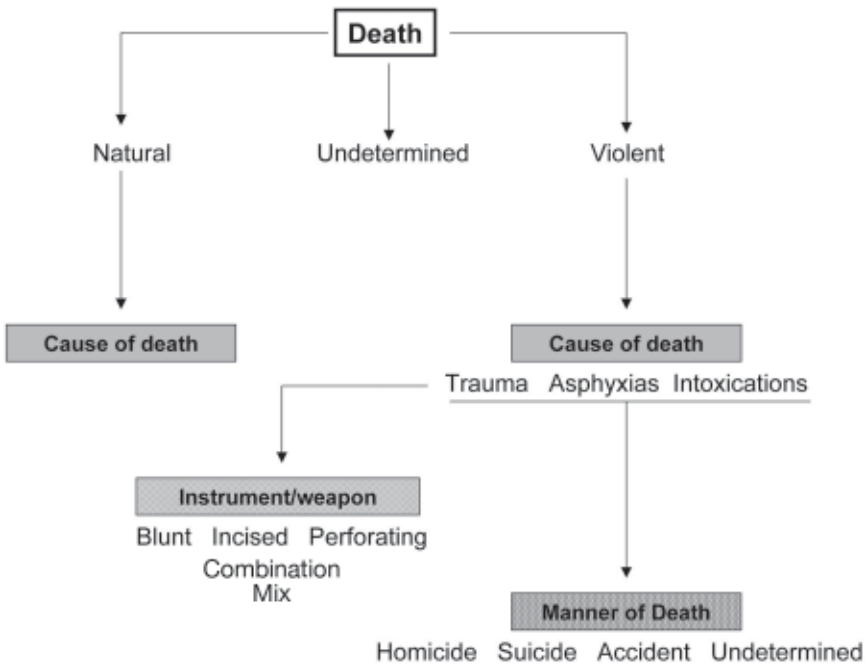 Death
Natural Undetermined Violent
Cause of death Cause of death
Trauma Asphyxias Intoxications
Instrument/weapon
Blunt Incised Perforating
Combination
Mix
Manner of Death
Homicide Suicide Accident Undetermined